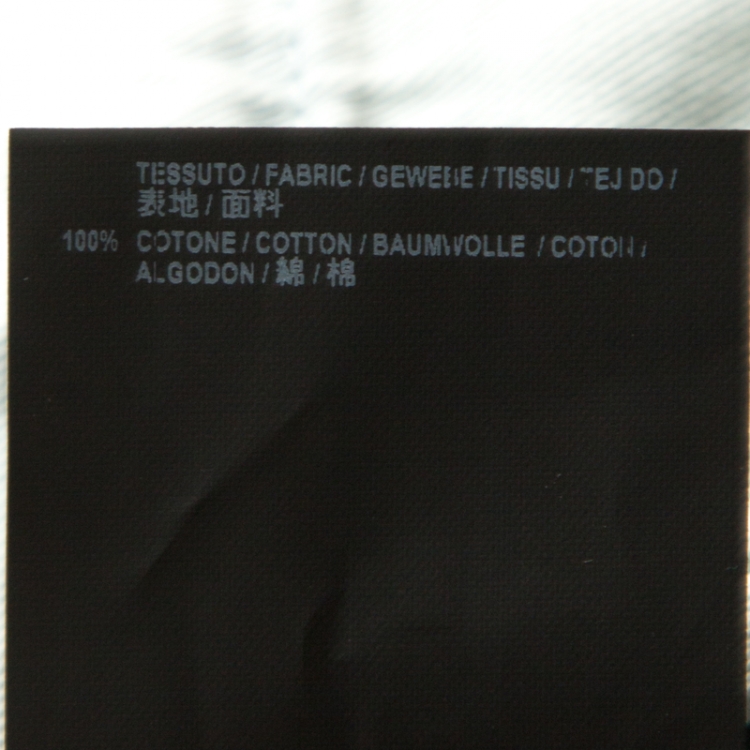 TESSUTO / FABRIC / GEWEBE / TISSU / TEJIDO /
表地 / 面料
100% COTONE / COTTON / BAUMWOLLE / COTON /
ALGODON / 綿 / 棉